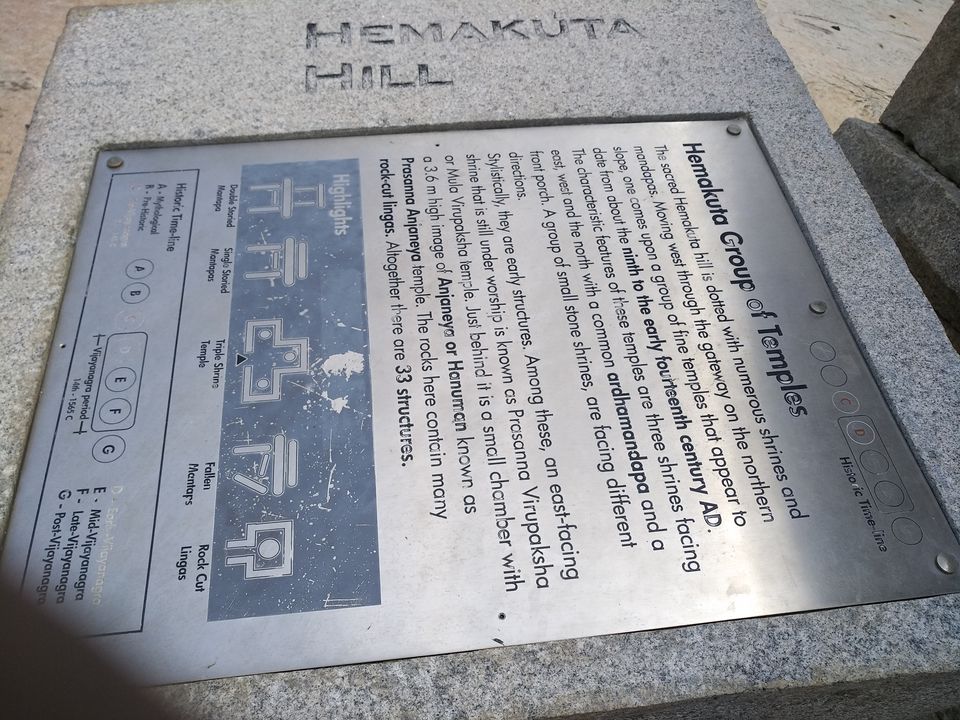 HEMAKUTA
HILL
Hemakuta Group of Temples
Historic Time-line
C D
The sacred Hemakuta hill is dotted with numerous shrines and
mandapas. Moving west through the gateway on the northern
slope, one comes upon a group of fine temples that appear to
date from about the ninth to the early fourteenth century AD.
The characteristic features of these temples are three shrines facing
east, west and the north with a common ardhamandapa and a
front porch. A group of small stone shrines, are facing different
directions.
Stylistically, they are early structures. Among these, an east-facing
shrine that is still under worship is known as Prasanna Virupaksha
or Mula Virupaksha temple. Just behind it is a small chamber with
a 3.6 m high image of Anjaneya or Hanuman known as
Prasanna Anjaneya temple. The rocks here contain many
rock-cut lingas. Altogether there are 33 structures.
Highlights
Double Storied
Mantapa
Single Storied
Mantapas
Triple Shrine
Temple
Fallen
Mantaps
Rock Cut
Lingas
Historic Time-line
A - Mythological
B - Pre Historic
A B C D E F G
Vijayanagra period
14th - 1565 C
D - Early-Vijayanagra
E - Mid-Vijayanagra
F - Late-Vijayanagra
G - Post-Vijayanagra